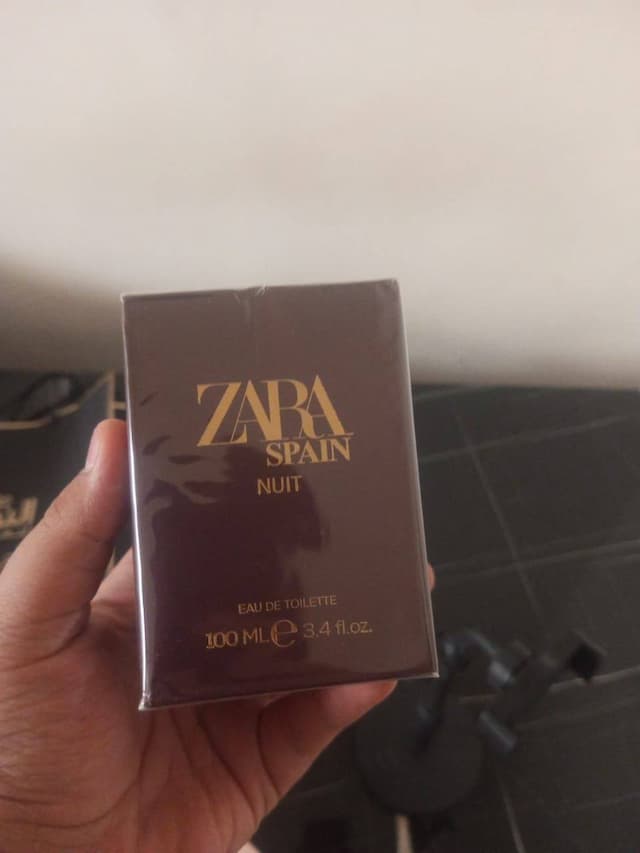 ZARA
SPAIN
NUIT
EAU DE TOILETTE
100 ML e 3.4 fl.oz.